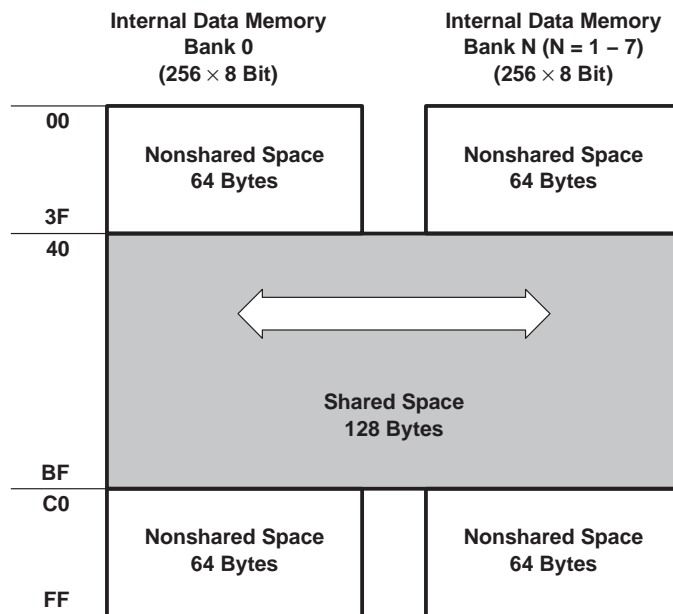 Internal Data Memory
Bank 0
(256 × 8 Bit)
Internal Data Memory
Bank N (N = 1 – 7)
(256 × 8 Bit)
00
Nonshared Space
64 Bytes
Nonshared Space
64 Bytes
3F
40
Shared Space
128 Bytes
BF
C0
Nonshared Space
64 Bytes
Nonshared Space
64 Bytes
FF